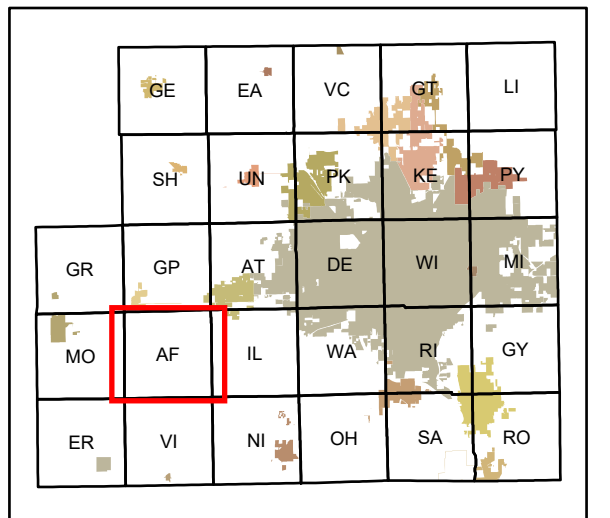 GE EA VC GT LI
SH UN PK KE PY
GR GP AT DE WI MI
MO AF IL WA RI GY
ER VI NI OH SA RO